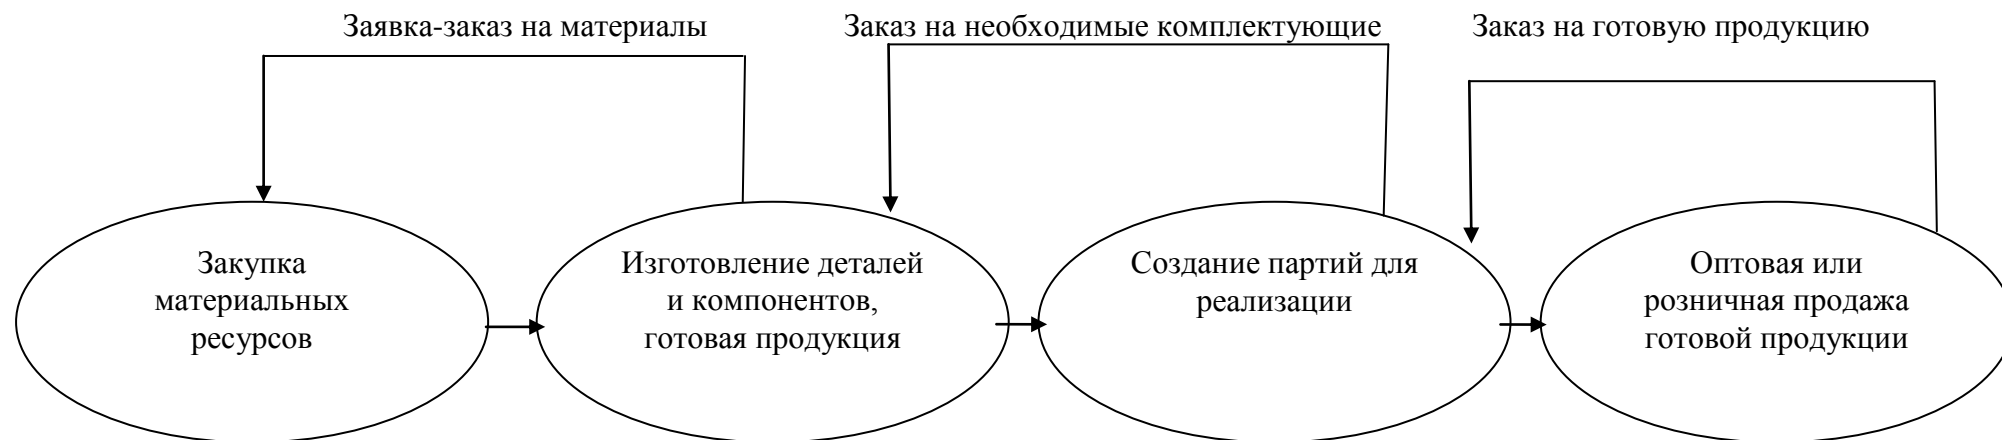 Заявка-заказ на материалы
Заказ на необходимые комплектующие
Заказ на готовую продукцию
Закупка
материальных
ресурсов
Изготовление деталей
и компонентов,
готовая продукция
Создание партий для
реализации
Оптовая или
розничная продажа
готовой продукции